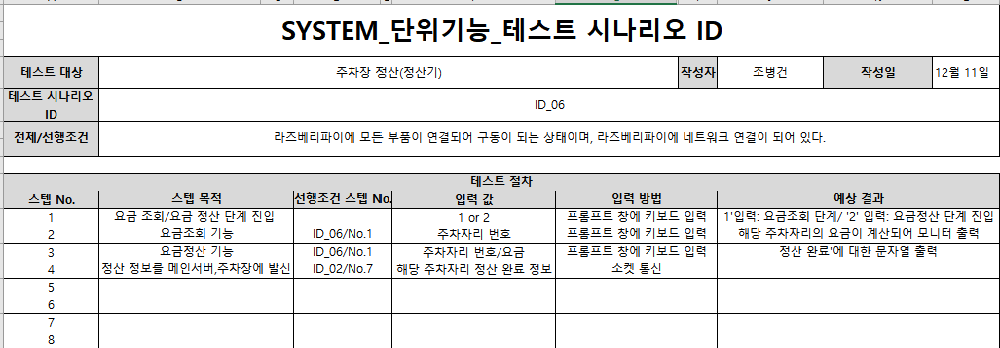 SYSTEM_단위기능_테스트 시나리오 ID
테스트 대상 주차장 정산(정산기) 작성자 조병건 작성일 12월 11일
테스트 시나리오
ID
ID_06
전제/선행조건 라즈베리파이에 모든 부품이 연결되어 구동이 되는 상태이며, 라즈베리파이에 네트워크 연결이 되어 있다.
테스트 절차
스텝 No. 스텝 목적 선행조건 스텝 No. 입력 값 입력 방법 예상 결과
1 요금 조회/요금 정산 단계 진입 1 or 2 프롬프트 창에 키보드 입력 1'입력: 요금조회 단계/ '2' 입력: 요금정산 단계 진입
2 요금조회 기능 ID_06/No.1 주차자리 번호 프롬프트 창에 키보드 입력 해당 주차자리의 요금이 계산되어 모니터 출력
3 요금정산 기능 ID_06/No.1 주차자리 번호/요금 프롬프트 창에 키보드 입력 정산 완료'에 대한 문자열 출력
4 정산 정보를 메인서버,주차장에 발신 ID_02/No.7 해당 주차자리 정산 완료 정보 소켓 통신
5
6
7
8